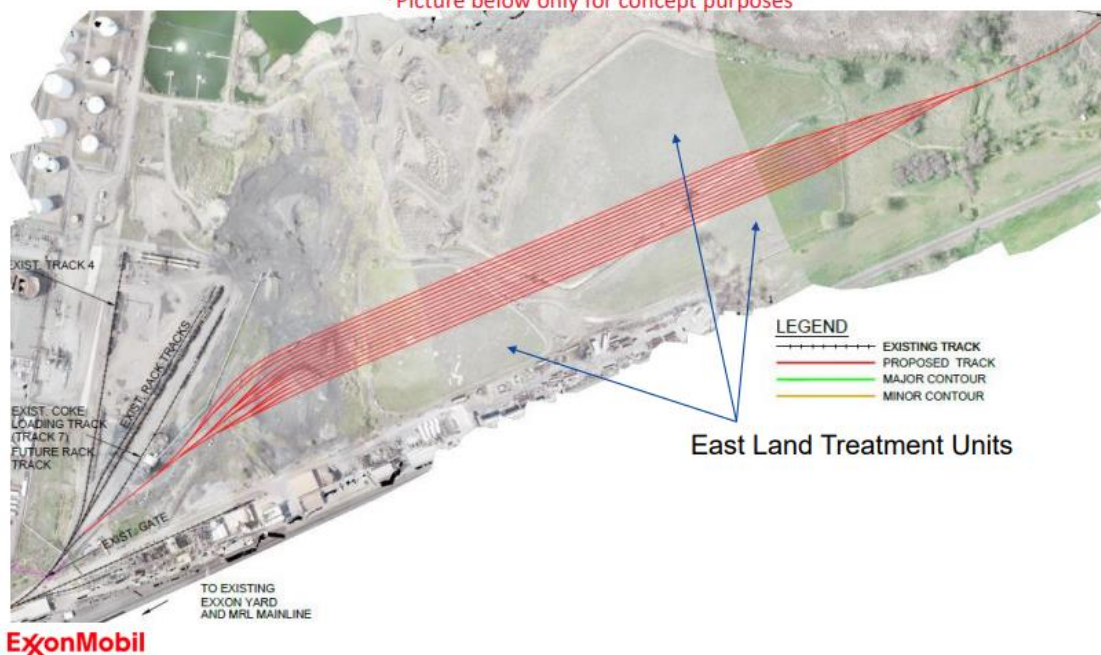 *Picture below only for concept purposes*
EXIST. TRACK 4
EXIST. RACK TRACKS
EXIST. COKE
LOADING TRACK
(TRACK 7)
FUTURE RACK
TRACK
EXIST. GATE
TO EXISTING
EXXON YARD
AND MRL MAINLINE
LEGEND
EXISTING TRACK
PROPOSED TRACK
MAJOR CONTOUR
MINOR CONTOUR
East Land Treatment Units
ExxonMobil